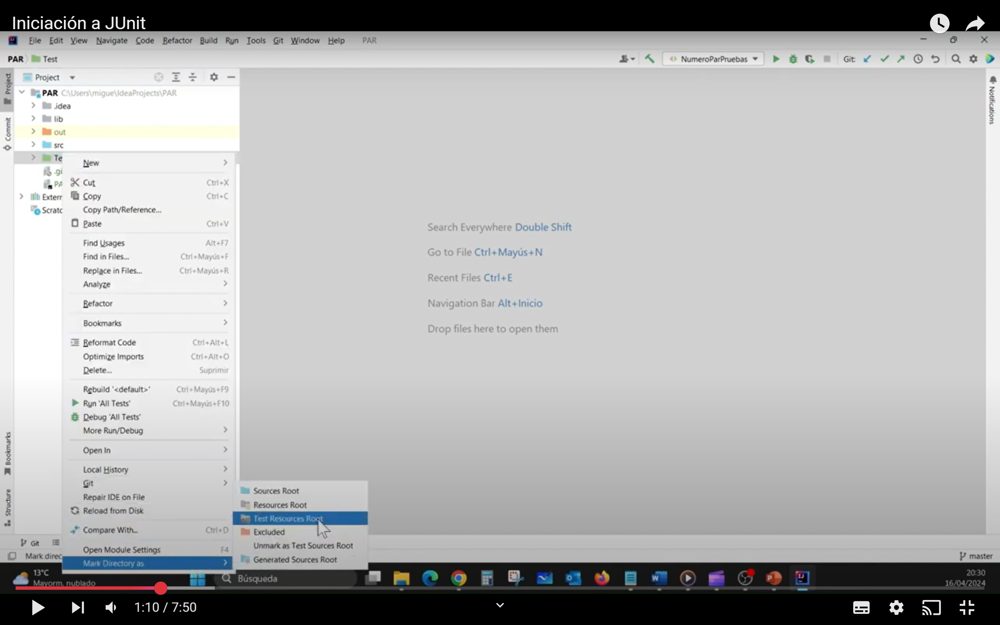 Iniciación a JUnit
File Edit View Navigate Code Refactor Build Run Tools Git Window Help PAR
PAR Test
NumeroParPruebas
Git:
Project
PAR C:\Users\migue\IdeaProjects\PAR
.idea
lib
out
src
Te
.gi
PA
Extern
Scratc
Project
Commit
Bookmarks
Structure
Notifications
New
Cut Ctrl+X
Copy Ctrl+C
Copy Path/Reference...
Paste Ctrl+V
Find Usages Alt+F7
Find in Files... Ctrl+Mayús+F
Replace in Files... Ctrl+Mayús+R
Analyze
Refactor
Bookmarks
Reformat Code Ctrl+Alt+L
Optimize Imports Ctrl+Alt+O
Delete... Suprimir
Rebuild '<default>' Ctrl+Mayús+F9
Run 'All Tests' Ctrl+Mayús+F10
Debug 'All Tests'
More Run/Debug
Open In
Local History
Git
Repair IDE on File
Reload from Disk
Compare With... Ctrl+D
Open Module Settings F4
Mark Directory as
Sources Root
Resources Root
Test Resources Root
Excluded
Unmark as Test Sources Root
Generated Sources Root
Search Everywhere Double Shift
Go to File Ctrl+Mayús+N
Recent Files Ctrl+E
Navigation Bar Alt+Inicio
Drop files here to open them
Git
Mark direc
master
13°C
Mayorm. nublado
Búsqueda
20:30
16/04/2024
1:10 / 7:50